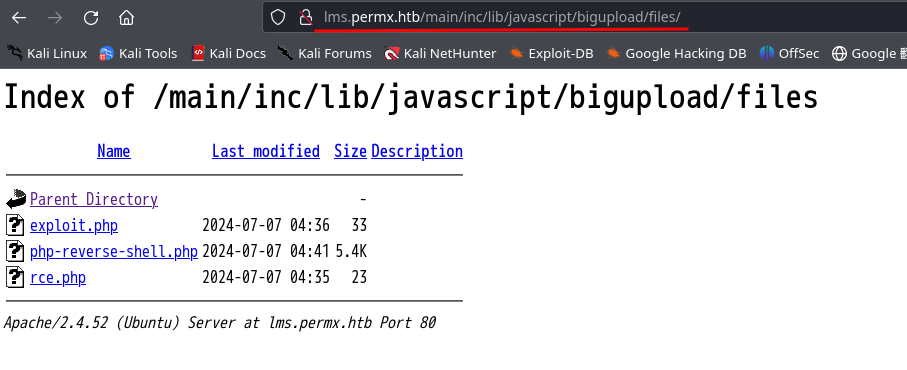 lms.permx.htb/main/inc/lib/javascript/bigupload/files/
Kali Linux Kali Tools Kali Docs Kali Forums Kali NetHunter Exploit-DB Google Hacking DB OffSec Google
Index of /main/inc/lib/javascript/bigupload/files
Name Last modified Size Description
Parent Directory -
exploit.php 2024-07-07 04:36 33
php-reverse-shell.php 2024-07-07 04:41 5.4K
rce.php 2024-07-07 04:35 23
Apache/2.4.52 (Ubuntu) Server at lms.permx.htb Port 80